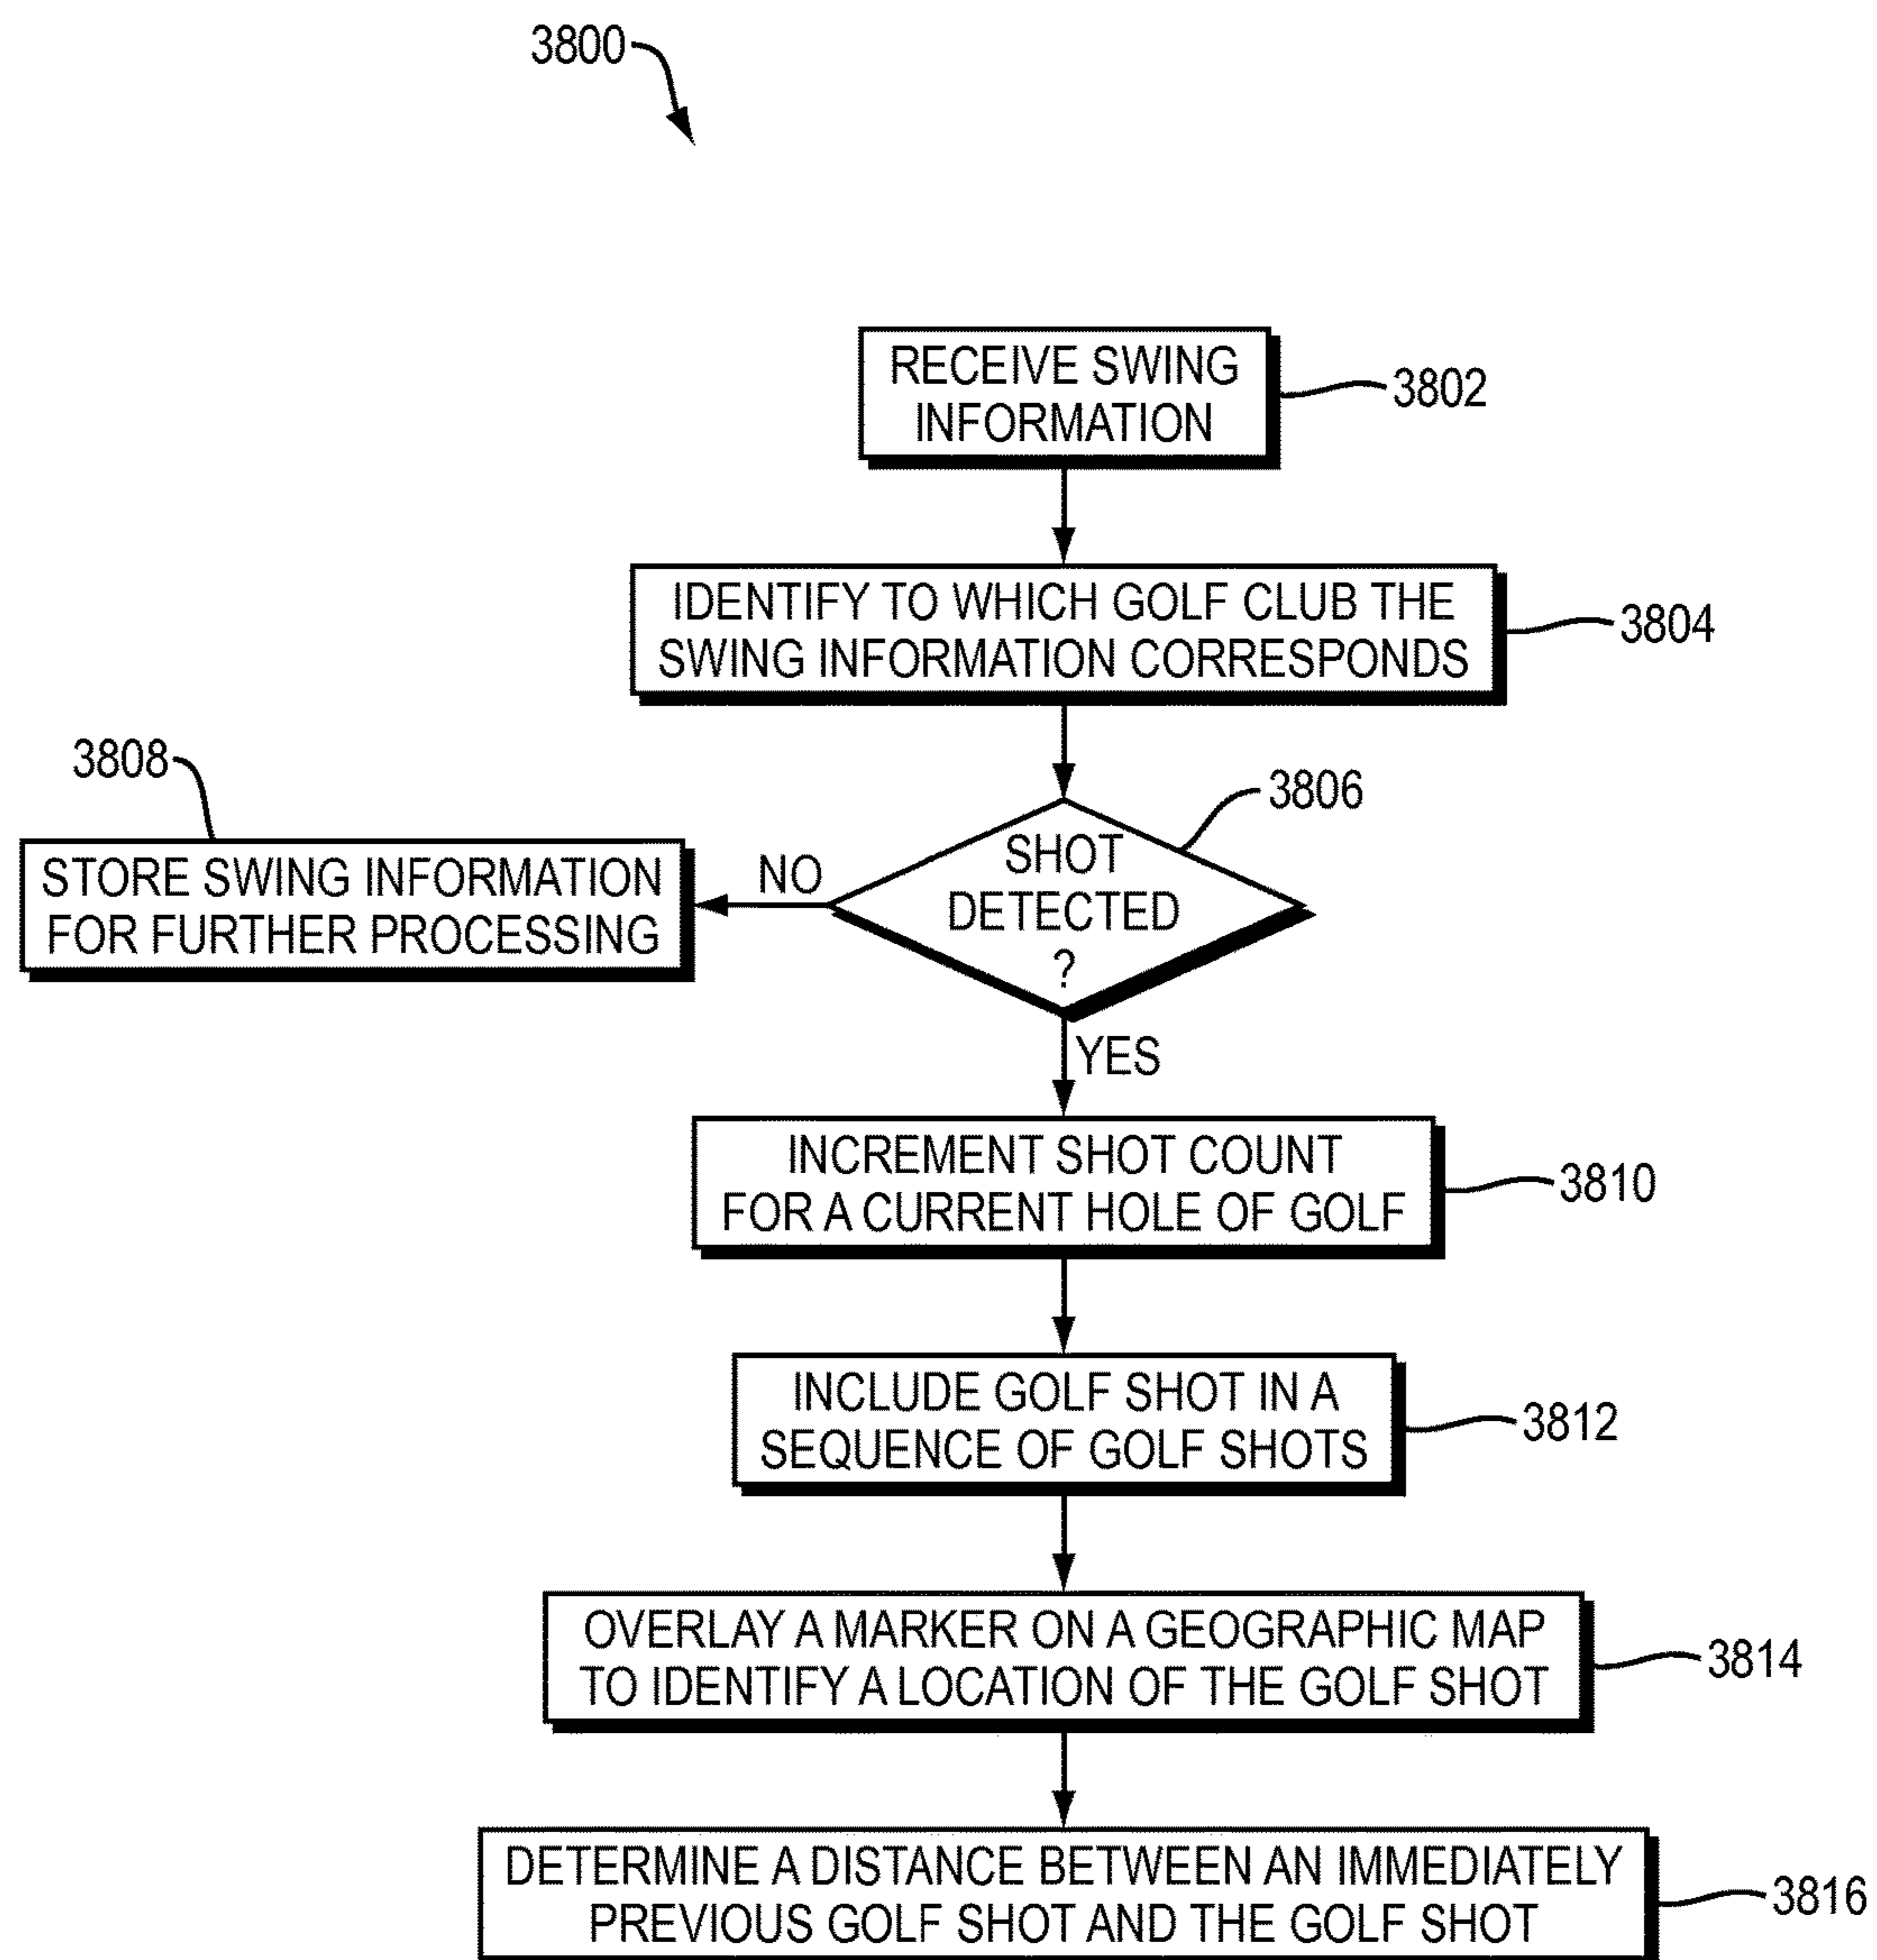 3800
RECEIVE SWING
INFORMATION
3802
IDENTIFY TO WHICH GOLF CLUB THE
SWING INFORMATION CORRESPONDS
3804
3808
STORE SWING INFORMATION
FOR FURTHER PROCESSING
NO
SHOT
DETECTED
?
3806
YES
INCREMENT SHOT COUNT
FOR A CURRENT HOLE OF GOLF
3810
INCLUDE GOLF SHOT IN A
SEQUENCE OF GOLF SHOTS
3812
OVERLAY A MARKER ON A GEOGRAPHIC MAP
TO IDENTIFY A LOCATION OF THE GOLF SHOT
3814
DETERMINE A DISTANCE BETWEEN AN IMMEDIATELY
PREVIOUS GOLF SHOT AND THE GOLF SHOT
3816